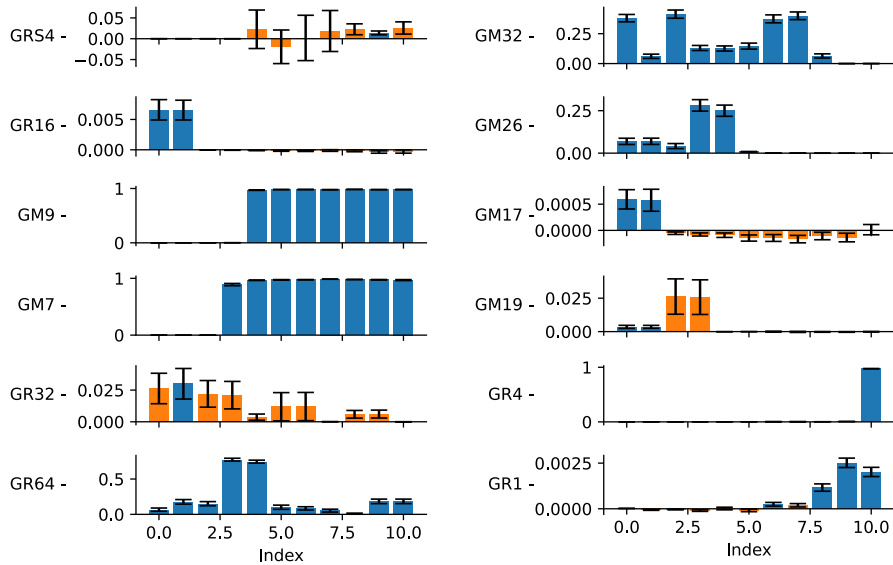 GRS4 -
0.05
0.00
−0.05
GR16 -
0.005
0.000
GM9 -
1
0
GM7 -
1
0
GR32 -
0.025
0.000
GR64 -
0.5
0.0
0.0 2.5 5.0 7.5 10.0
Index
GM32 -
0.25
0.00
GM26 -
0.25
0.00
GM17 -
0.0005
0.0000
GM19 -
0.025
0.000
GR4 -
1
0
GR1 -
0.0025
0.0000
0.0 2.5 5.0 7.5 10.0
Index